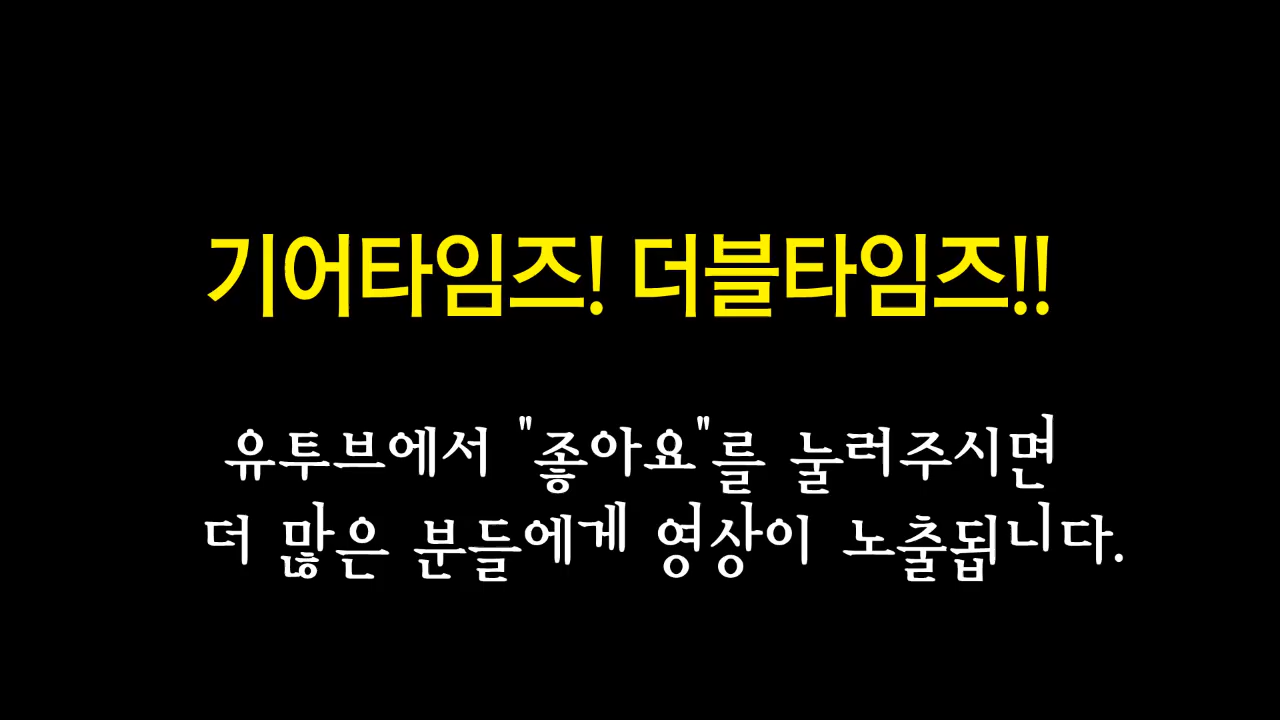 기어타임즈! 더블타임즈!!
유투브에서 "좋아요"를 눌러주시면
더 많은 분들에게 영상이 노출됩니다.